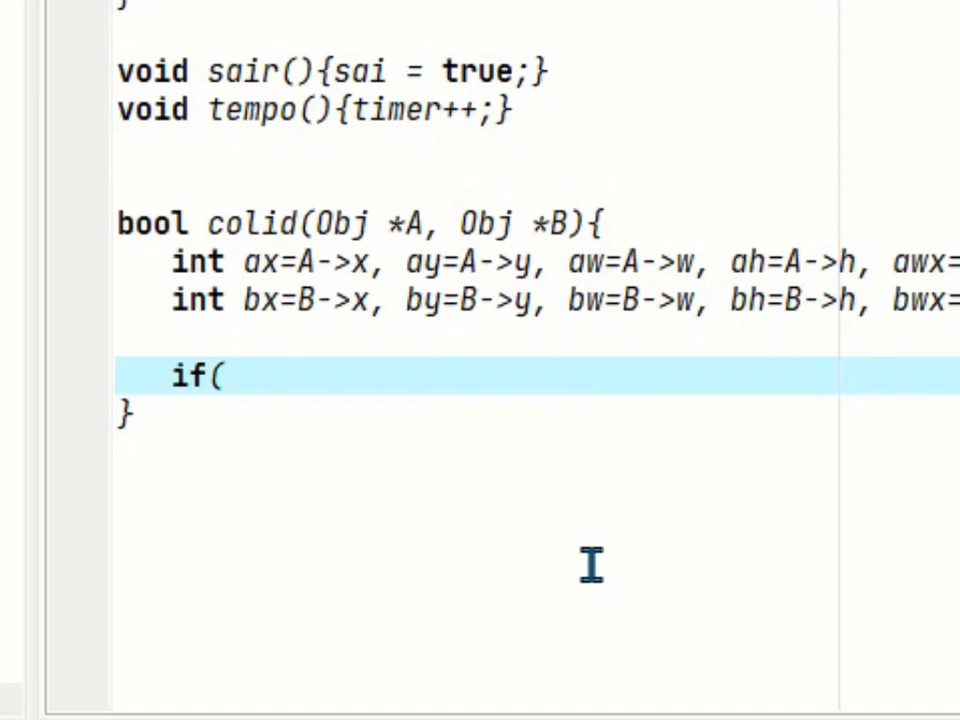 }
void sair(){sai = true;}
void tempo(){timer++;}
bool colid(Obj *A, Obj *B){
int ax=A->x, ay=A->y, aw=A->w, ah=A->h, awx=
int bx=B->x, by=B->y, bw=B->w, bh=B->h, bwx=
if(
}